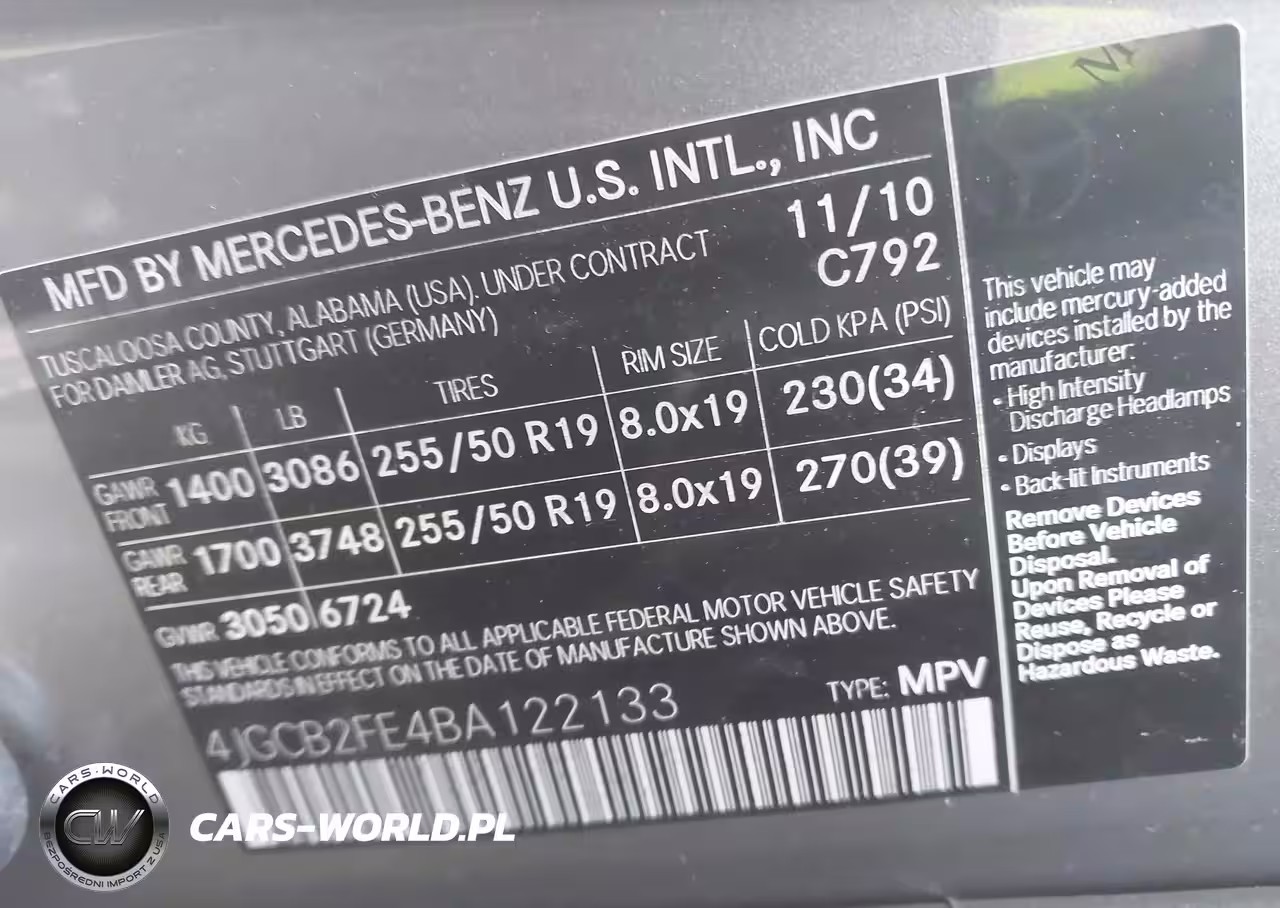 MFD BY MERCEDES-BENZ U.S. INTL., INC
TUSCALOOSA COUNTY, ALABAMA (USA). UNDER CONTRACT
FOR DAIMLER AG, STUTTGART (GERMANY)
11/10
C792
KG LB TIRES RIM SIZE COLD KPA (PSI)
GAWR FRONT 1400 3086 255/50 R19 8.0x19 230(34)
GAWR REAR 1700 3748 255/50 R19 8.0x19 270(39)
GVWR 3050 6724
THIS VEHICLE CONFORMS TO ALL APPLICABLE FEDERAL MOTOR VEHICLE SAFETY
STANDARDS IN EFFECT ON THE DATE OF MANUFACTURE SHOWN ABOVE.
4JGCB2FE4BA122133
TYPE: MPV
This vehicle may
include mercury-added
devices installed by the
manufacturer:
• High Intensity
Discharge Headlamps
• Displays
• Back-lit Instruments
Remove Devices
Before Vehicle
Disposal.
Upon Removal of
Devices Please
Reuse, Recycle or
Dispose as
Hazardous Waste.
CARS-WORLD
CW
BEZPOŚREDNI IMPORT Z USA
CARS-WORLD.PL